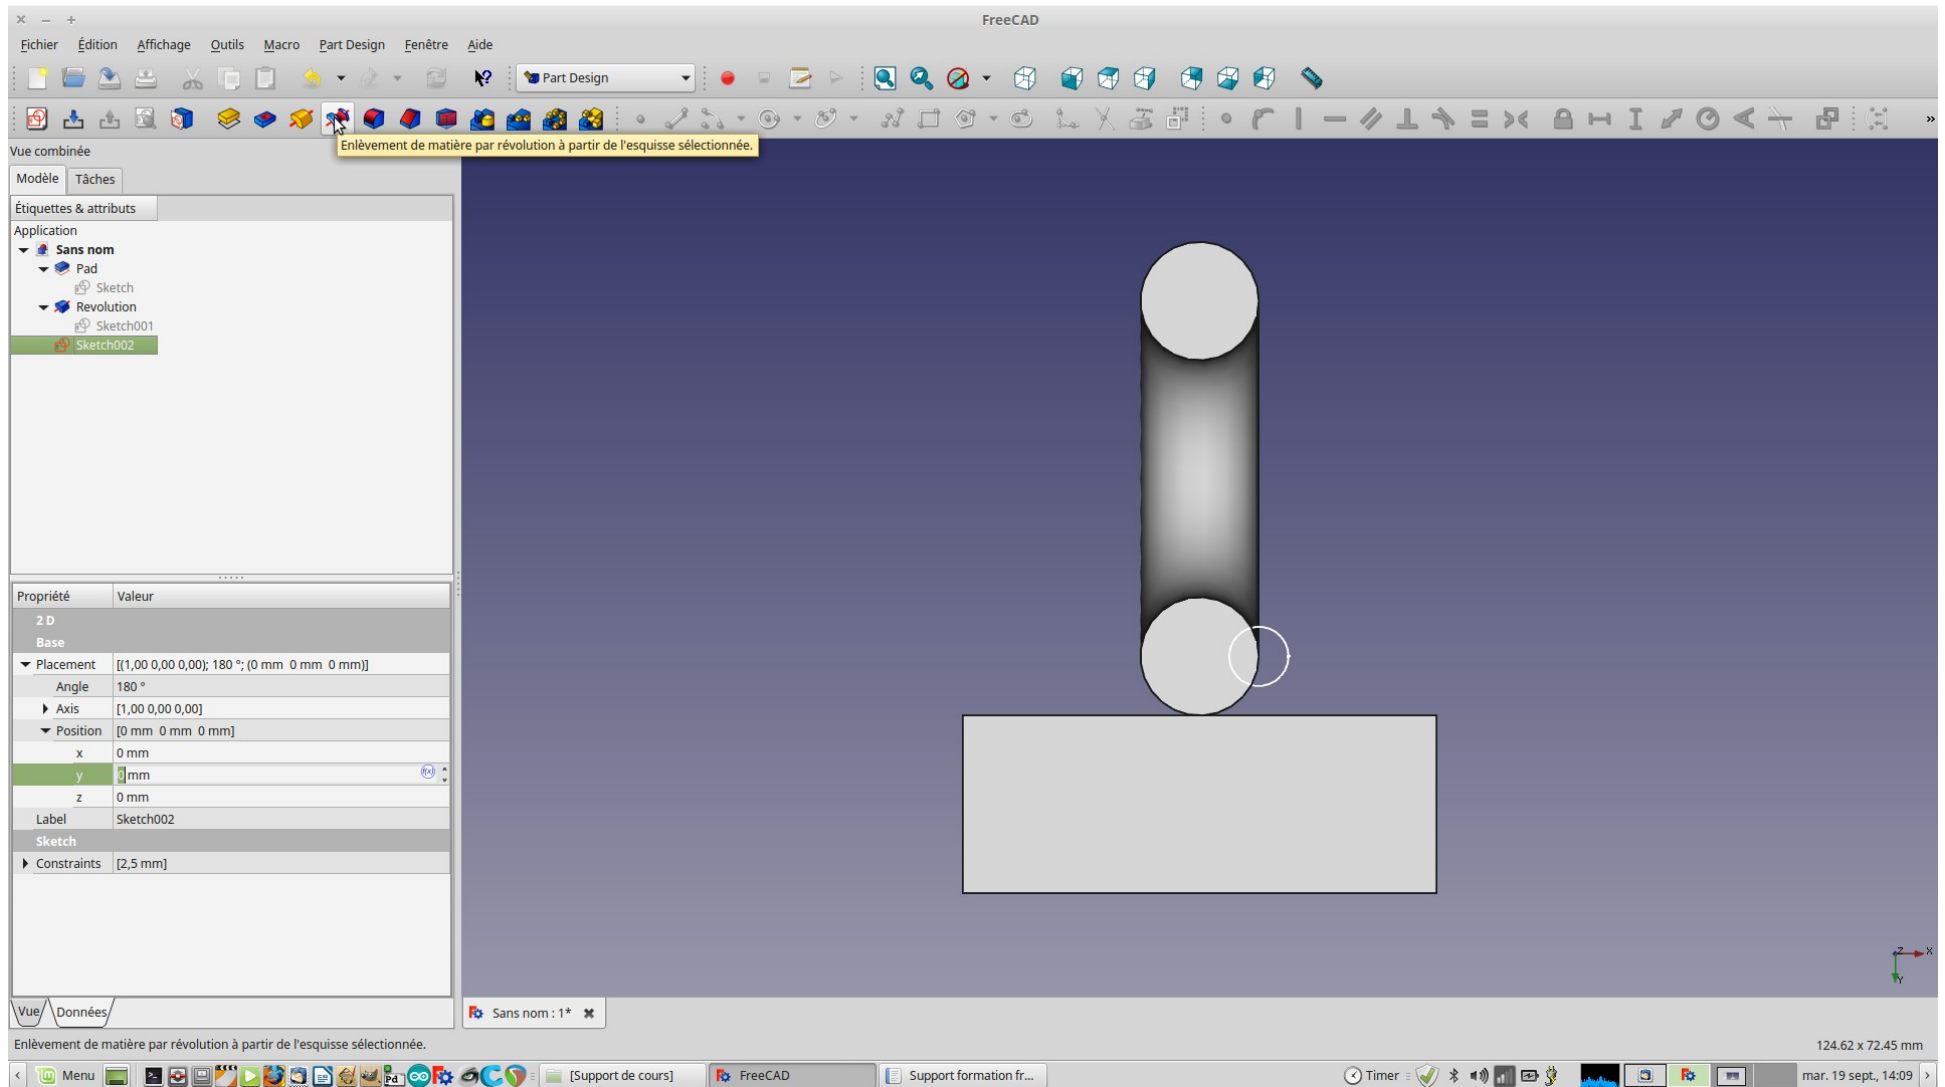 FreeCAD
Fichier Édition Affichage Outils Macro Part Design Fenêtre Aide
Part Design
»
Enlèvement de matière par révolution à partir de l'esquisse sélectionnée.
Vue combinée
Modèle Tâches
Étiquettes & attributs
Application
Sans nom
Pad
Sketch
Revolution
Sketch001
Sketch002
Propriété Valeur
2 D
Base
Placement [(1,00 0,00 0,00); 180 °; (0 mm 0 mm 0 mm)]
Angle 180 °
Axis [1,00 0,00 0,00]
Position [0 mm 0 mm 0 mm]
x 0 mm
y 0 mm
z 0 mm
Label Sketch002
Sketch
Constraints [2,5 mm]
Z X
Y
Vue Données
Sans nom : 1*
Enlèvement de matière par révolution à partir de l'esquisse sélectionnée.
124.62 x 72.45 mm
Menu Pd [Support de cours] FreeCAD Support formation fr... Timer mar. 19 sept., 14:09